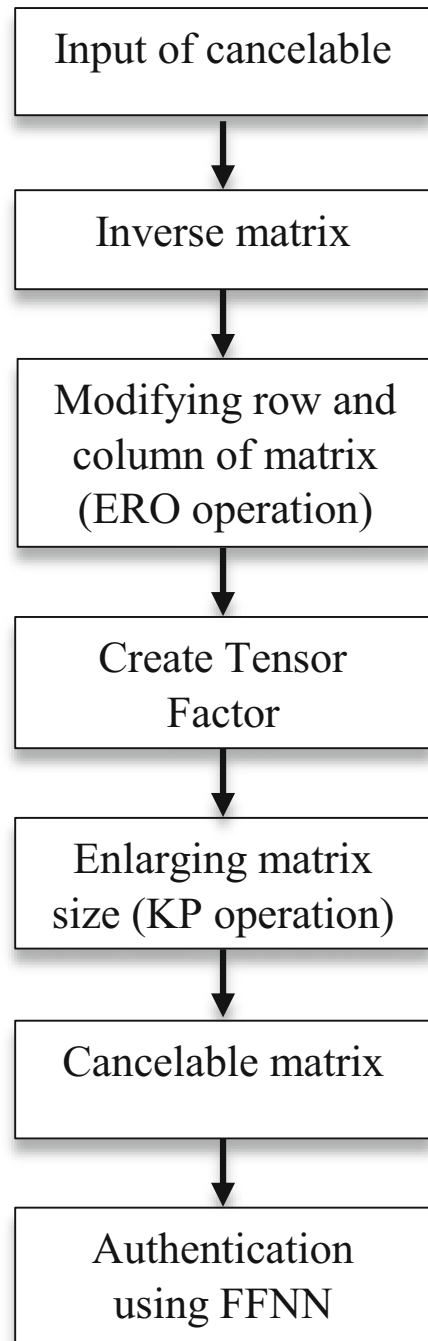 Input of cancelable
Inverse matrix
Modifying row and
column of matrix
(ERO operation)
Create Tensor
Factor
Enlarging matrix
size (KP operation)
Cancelable matrix
Authentication
using FFNN